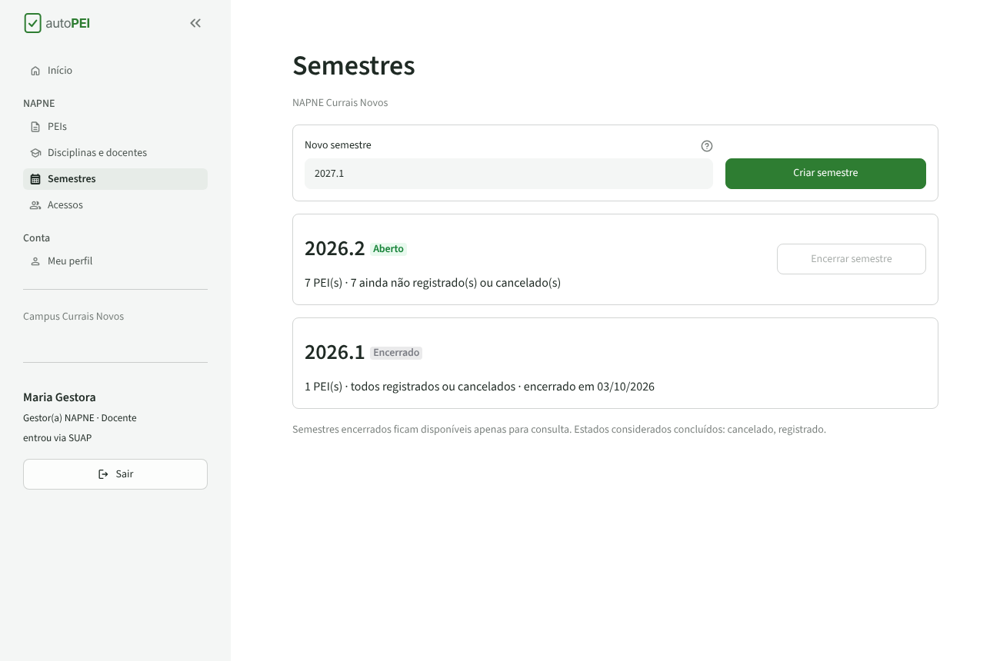 autoPEI
Início
NAPNE
PEIs
Disciplinas e docentes
Semestres
Acessos
Conta
Meu perfil
Campus Currais Novos
Maria Gestora
Gestor(a) NAPNE · Docente
entrou via SUAP
Sair
Semestres
NAPNE Currais Novos
Novo semestre
2027.1
Criar semestre
2026.2 Aberto
Encerrar semestre
7 PEI(s) · 7 ainda não registrado(s) ou cancelado(s)
2026.1 Encerrado
1 PEI(s) · todos registrados ou cancelados · encerrado em 03/10/2026
Semestres encerrados ficam disponíveis apenas para consulta. Estados considerados concluídos: cancelado, registrado.